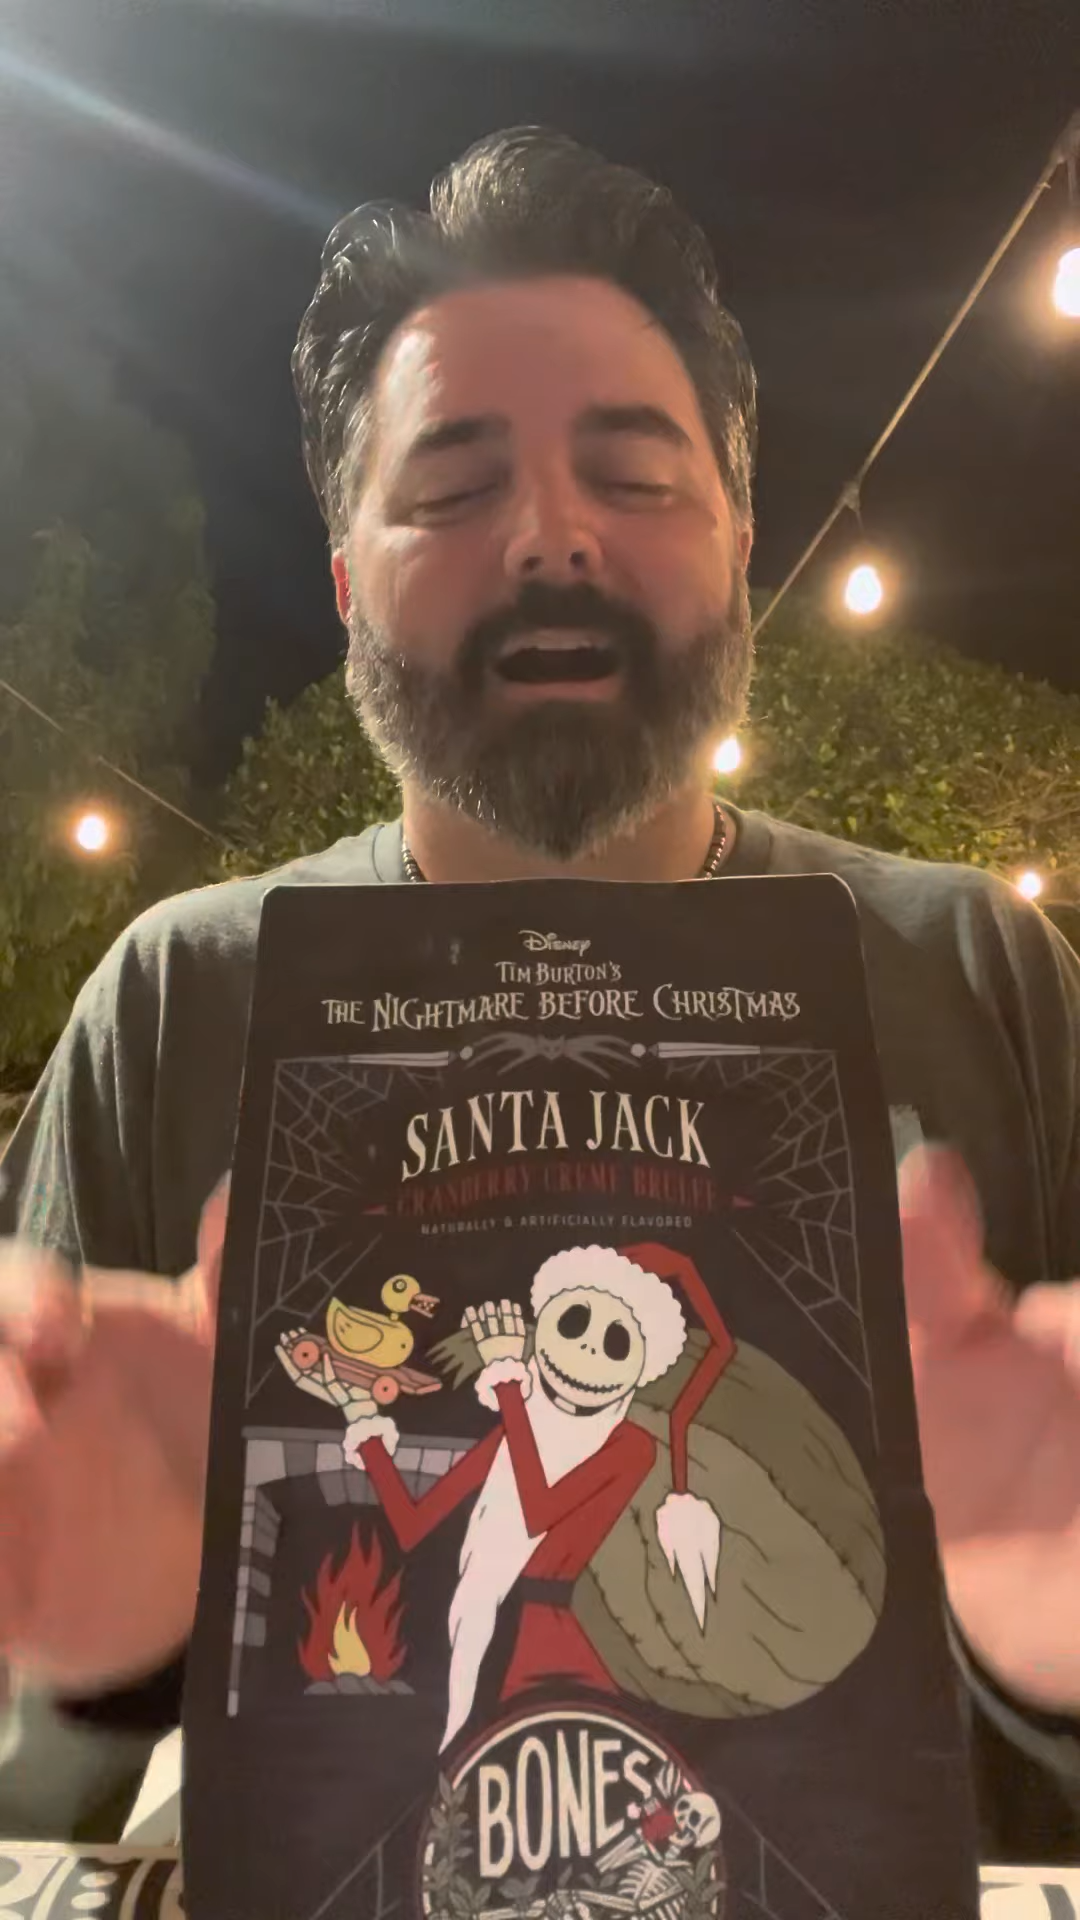 Disney
TIM BURTON'S
THE NIGHTMARE BEFORE CHRISTMAS
SANTA JACK
CRANBERRY CREME BRULEE
NATURALLY & ARTIFICIALLY FLAVORED
BONES